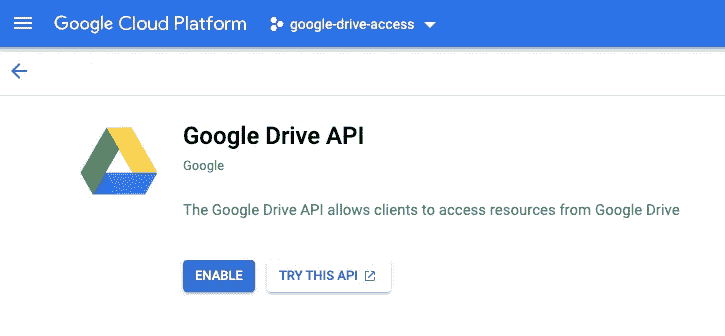 Google Cloud Platform
google-drive-access
Google Drive API
Google
The Google Drive API allows clients to access resources from Google Drive
ENABLE
TRY THIS API